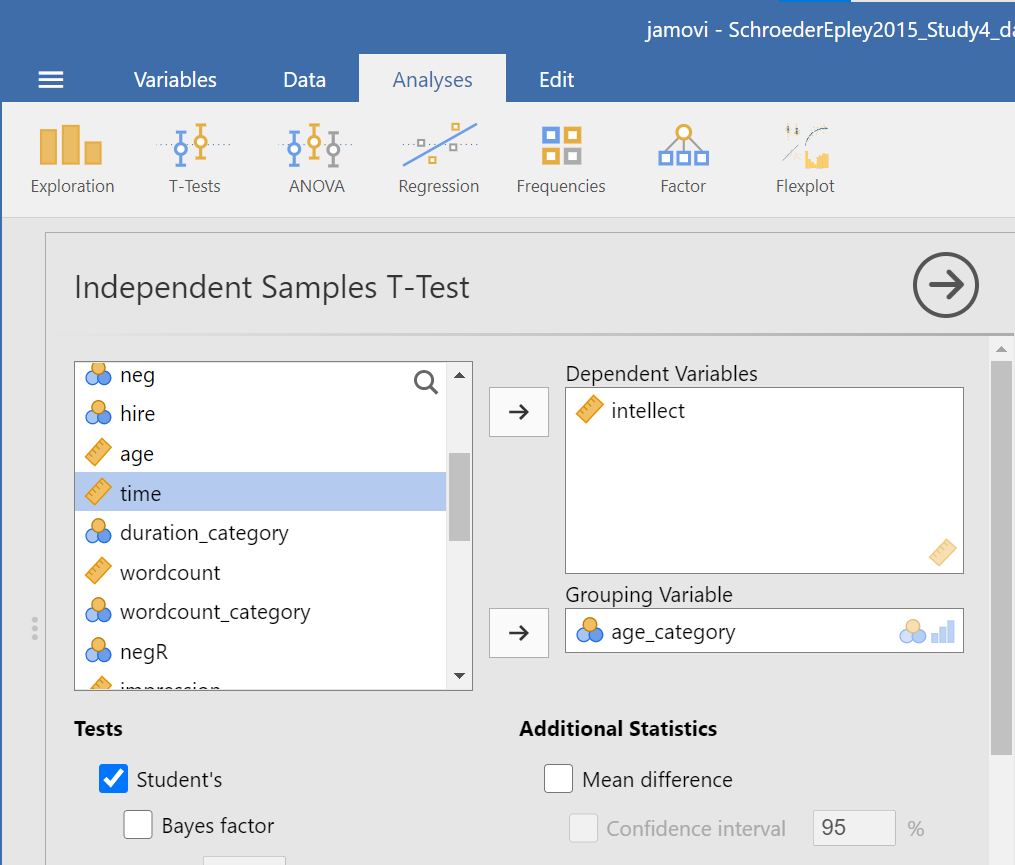 jamovi - SchroederEpley2015_Study4_da
Variables Data Analyses Edit
Exploration T-Tests ANOVA Regression Frequencies Factor Flexplot
Independent Samples T-Test
neg
hire
age
time
duration_category
wordcount
wordcount_category
negR
impression
Dependent Variables
intellect
Grouping Variable
age_category
Tests
Student's
Bayes factor
Additional Statistics
Mean difference
Confidence interval 95 %